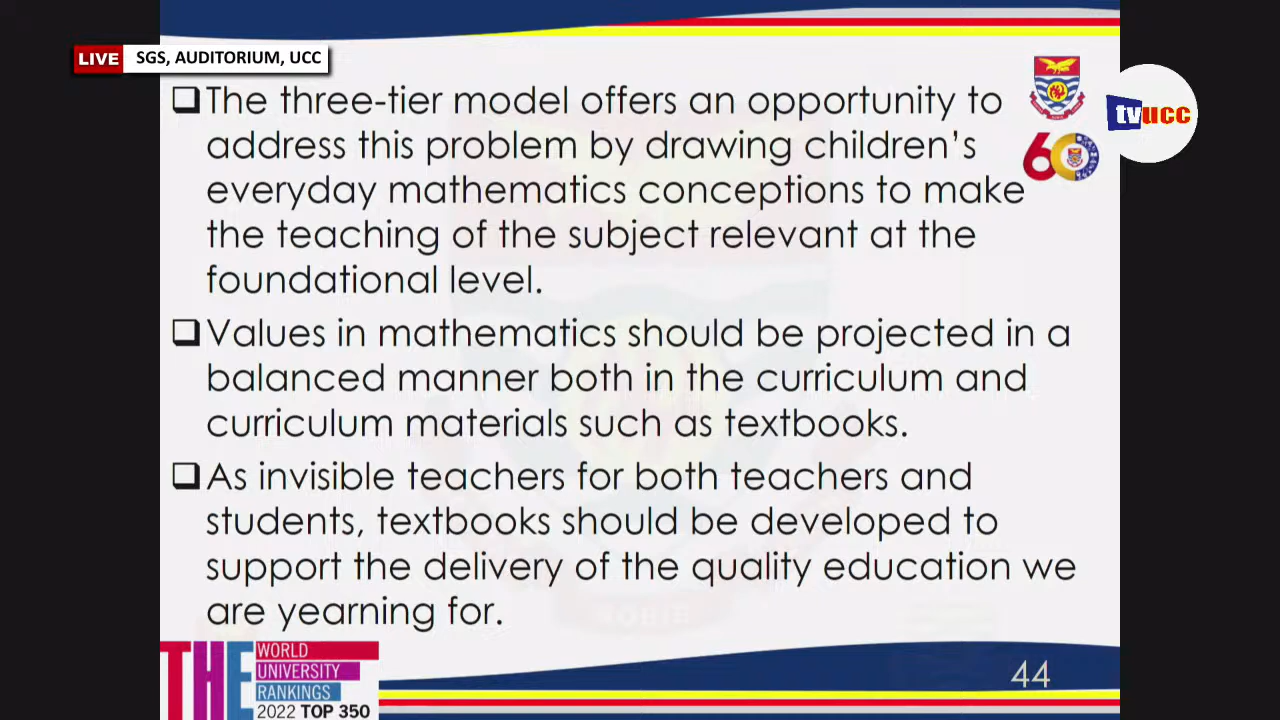 LIVE SGS, AUDITORIUM, UCC
❑The three-tier model offers an opportunity to
address this problem by drawing children's
everyday mathematics conceptions to make
the teaching of the subject relevant at the
foundational level.
❑Values in mathematics should be projected in a
balanced manner both in the curriculum and
curriculum materials such as textbooks.
❑As invisible teachers for both teachers and
students, textbooks should be developed to
support the delivery of the quality education we
are yearning for.
60
tvucc
THE WORLD
UNIVERSITY
RANKINGS
2022 TOP 350
44